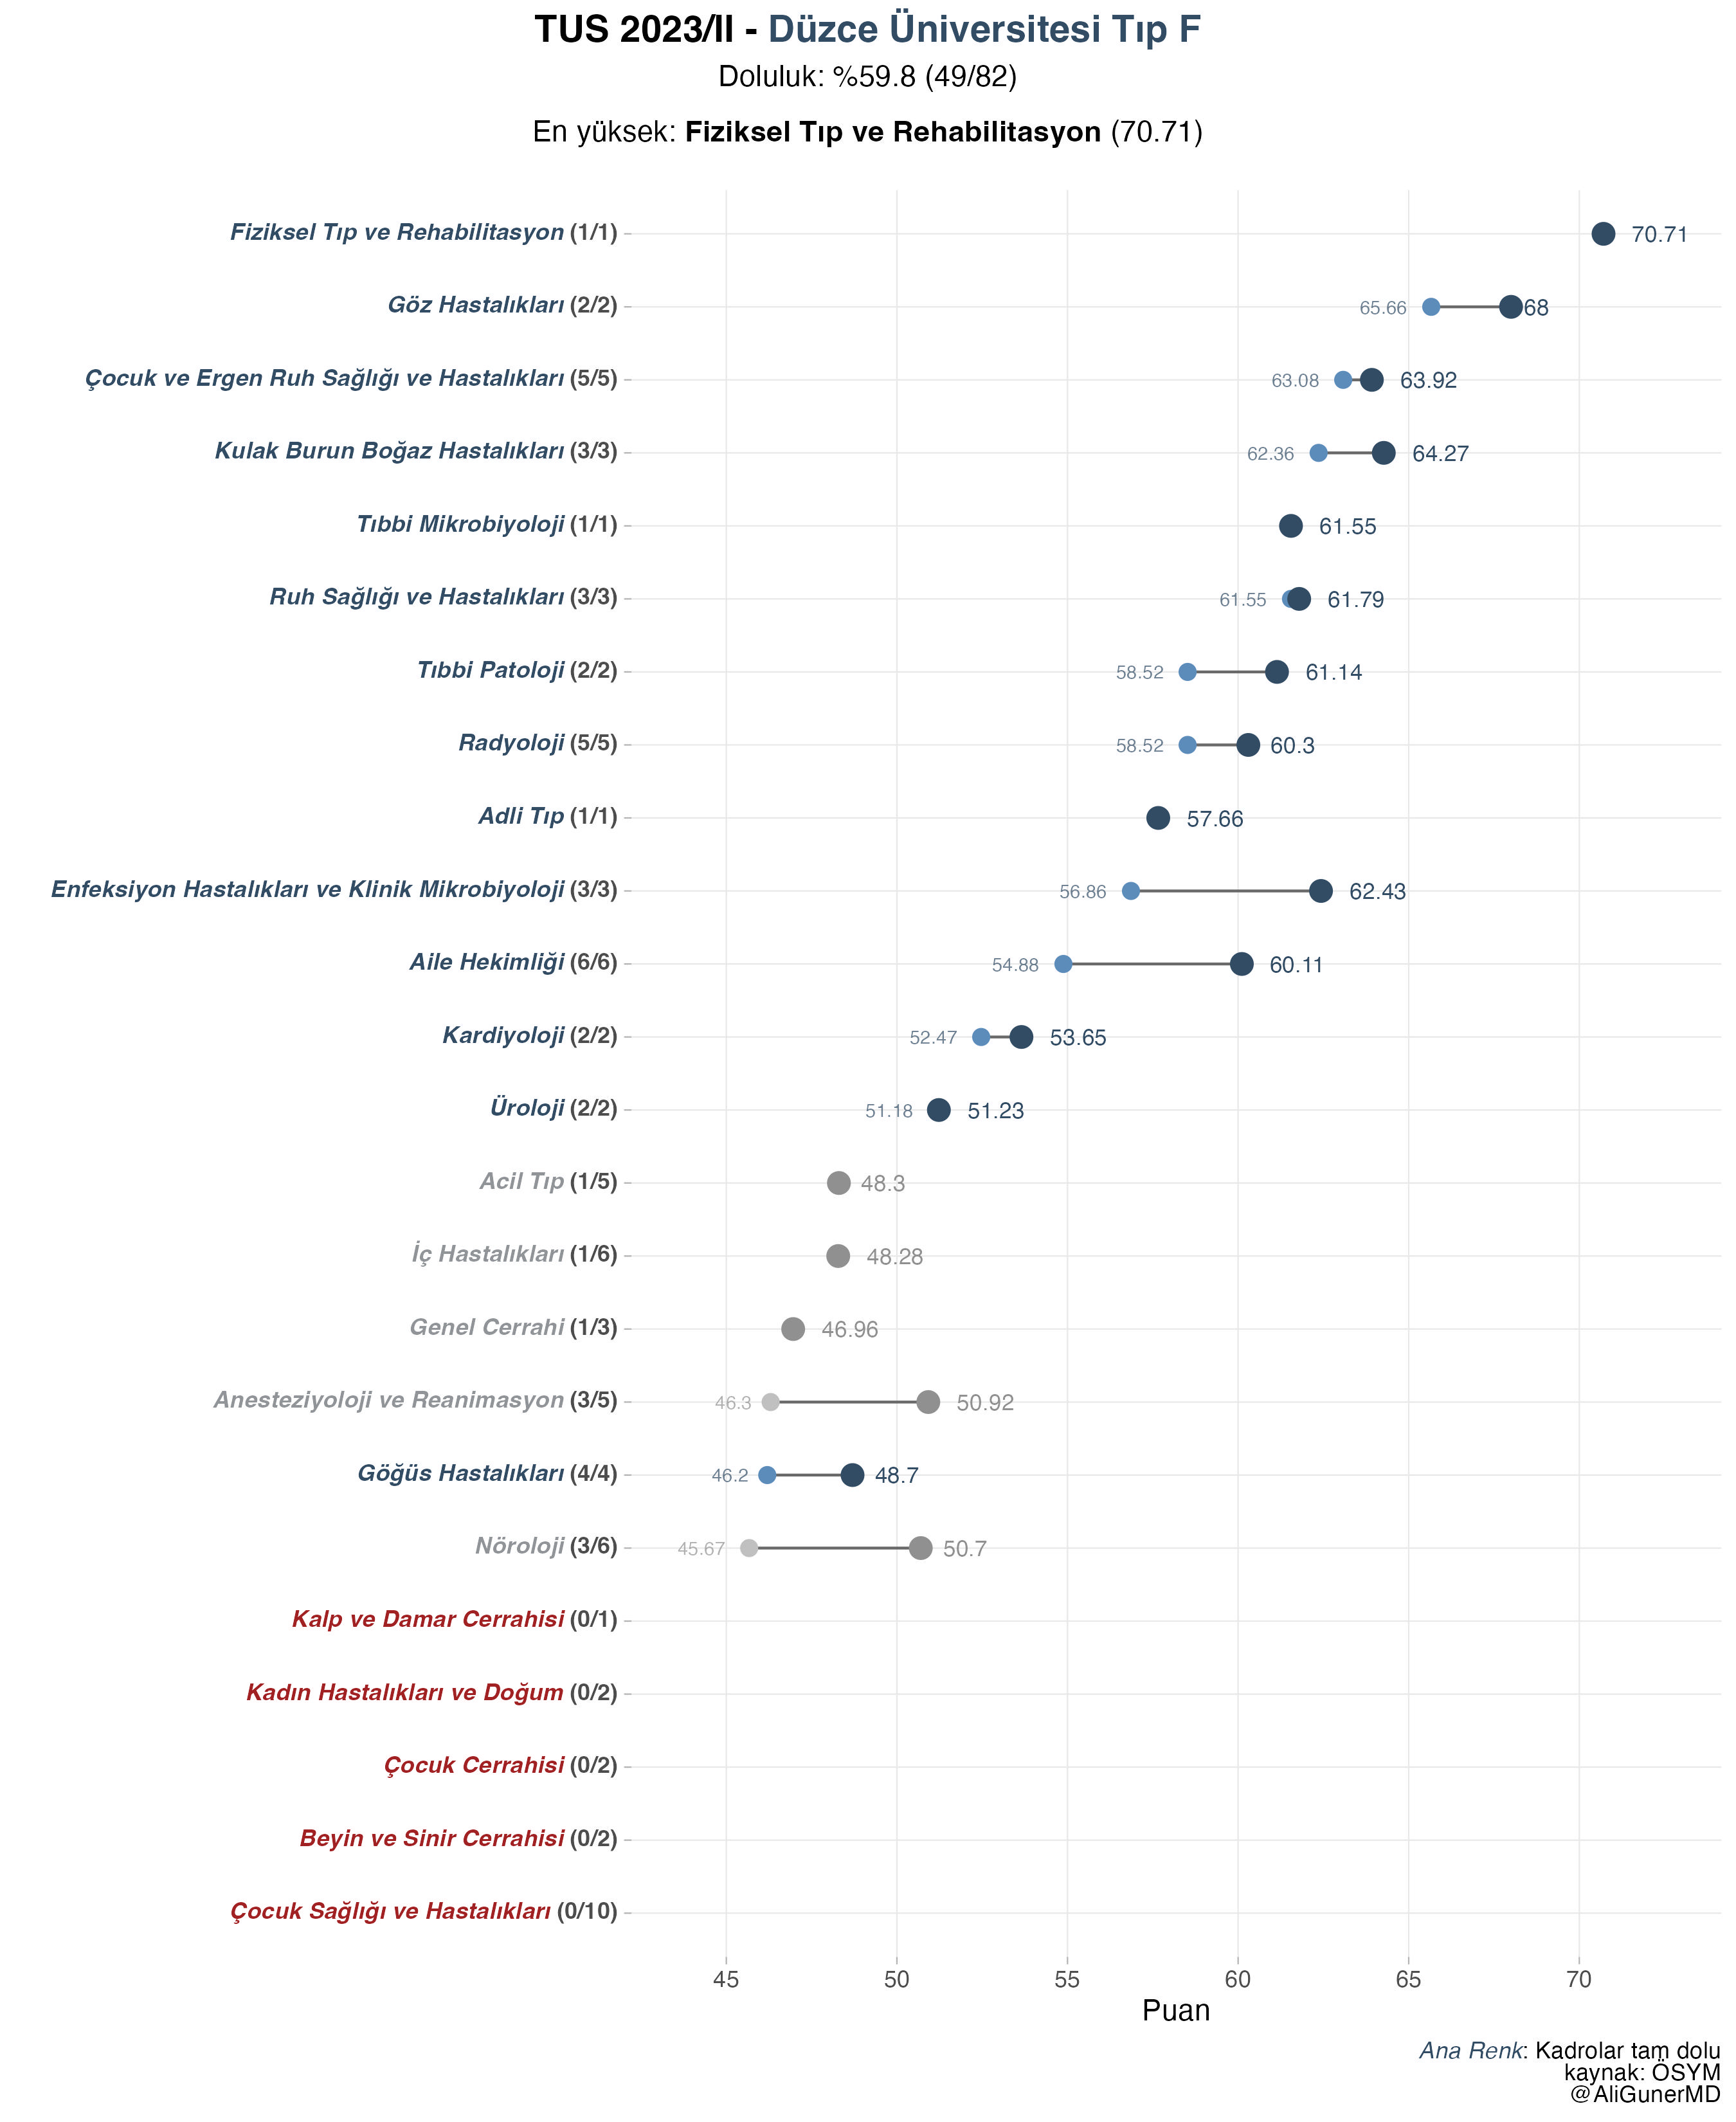 TUS 2023/II - Düzce Üniversitesi Tıp F
Doluluk: %59.8 (49/82)
En yüksek: Fiziksel Tıp ve Rehabilitasyon (70.71)
Fiziksel Tıp ve Rehabilitasyon (1/1) 70.71
Göz Hastalıkları (2/2) 65.66 68
Çocuk ve Ergen Ruh Sağlığı ve Hastalıkları (5/5) 63.08 63.92
Kulak Burun Boğaz Hastalıkları (3/3) 62.36 64.27
Tıbbi Mikrobiyoloji (1/1) 61.55
Ruh Sağlığı ve Hastalıkları (3/3) 61.55 61.79
Tıbbi Patoloji (2/2) 58.52 61.14
Radyoloji (5/5) 58.52 60.3
Adli Tıp (1/1) 57.66
Enfeksiyon Hastalıkları ve Klinik Mikrobiyoloji (3/3) 56.86 62.43
Aile Hekimliği (6/6) 54.88 60.11
Kardiyoloji (2/2) 52.47 53.65
Üroloji (2/2) 51.18 51.23
Acil Tıp (1/5) 48.3
İç Hastalıkları (1/6) 48.28
Genel Cerrahi (1/3) 46.96
Anesteziyoloji ve Reanimasyon (3/5) 46.3 50.92
Göğüs Hastalıkları (4/4) 46.2 48.7
Nöroloji (3/6) 45.67 50.7
Kalp ve Damar Cerrahisi (0/1)
Kadın Hastalıkları ve Doğum (0/2)
Çocuk Cerrahisi (0/2)
Beyin ve Sinir Cerrahisi (0/2)
Çocuk Sağlığı ve Hastalıkları (0/10)
45 50 55 60 65 70
Puan
Ana Renk: Kadrolar tam dolu
kaynak: ÖSYM
@AliGunerMD